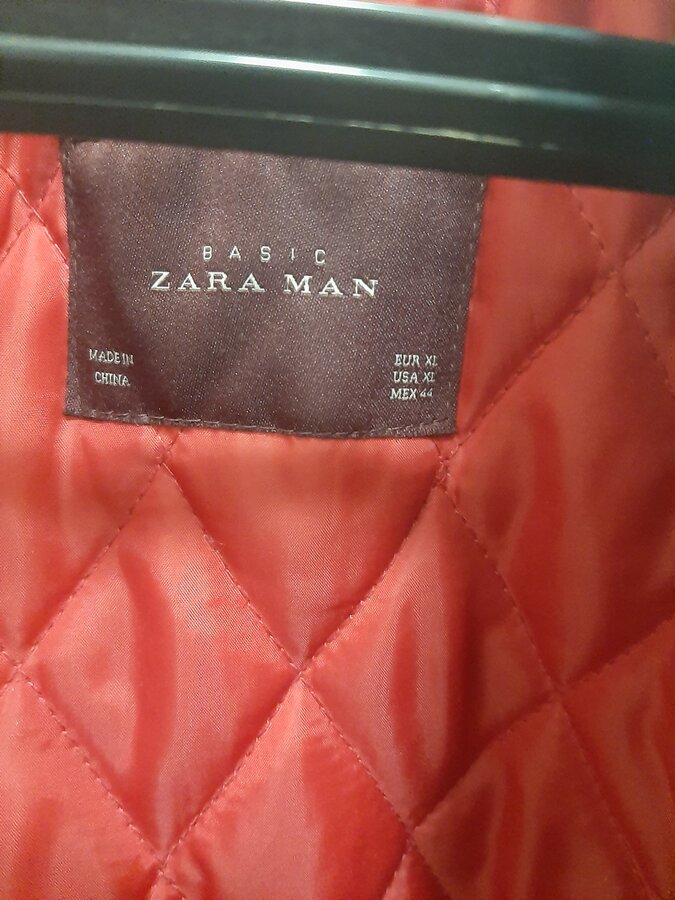 BASIC
ZARA MAN
MADE IN
CHINA
EUR XL
USA XL
MEX 44